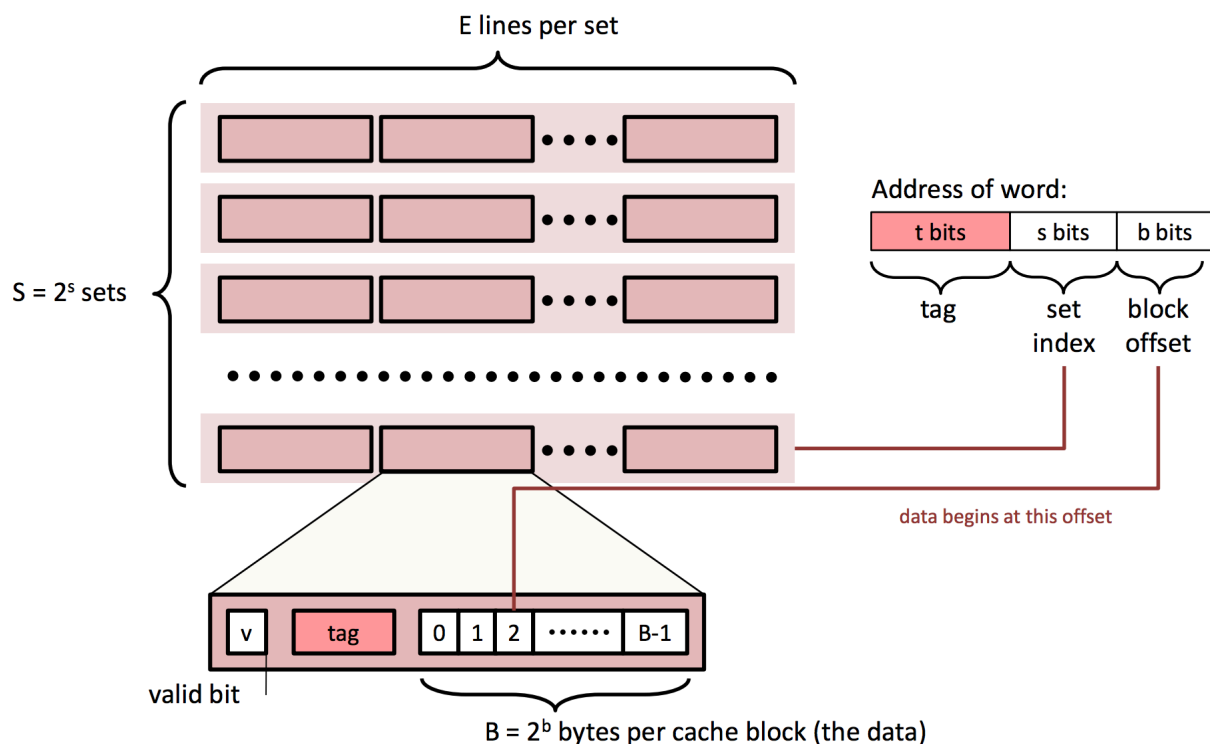 E lines per set
Address of word:
t bits s bits b bits
S = 2ˢ sets
tag set block
index offset
data begins at this offset
v tag 0 1 2 •••••• B-1
valid bit
B = 2ᵇ bytes per cache block (the data)